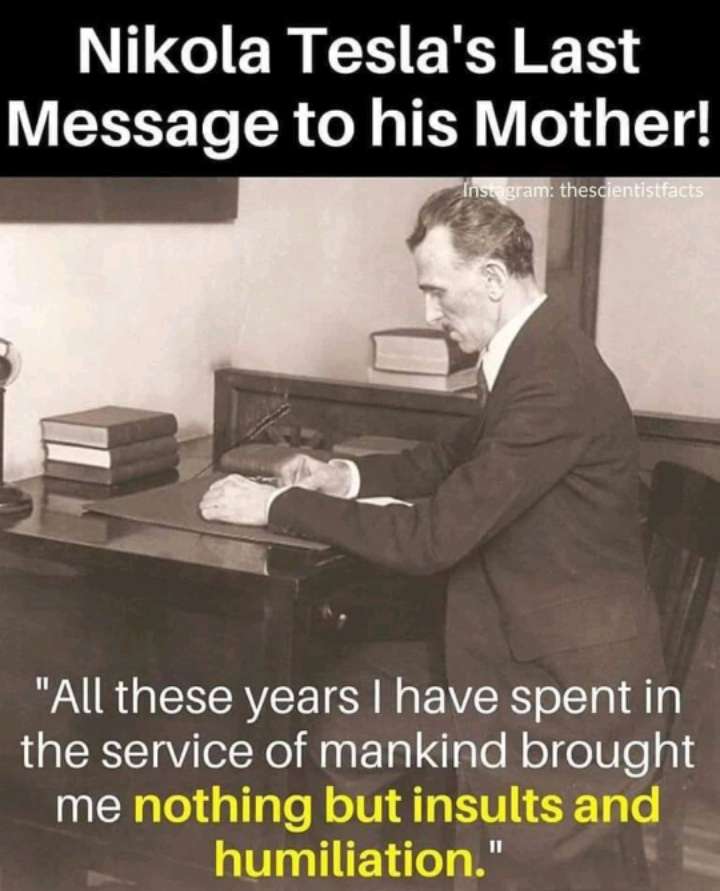 Nikola Tesla's Last
Message to his Mother!
Instagram: thescientistfacts
"All these years I have spent in
the service of mankind brought
me nothing but insults and
humiliation."